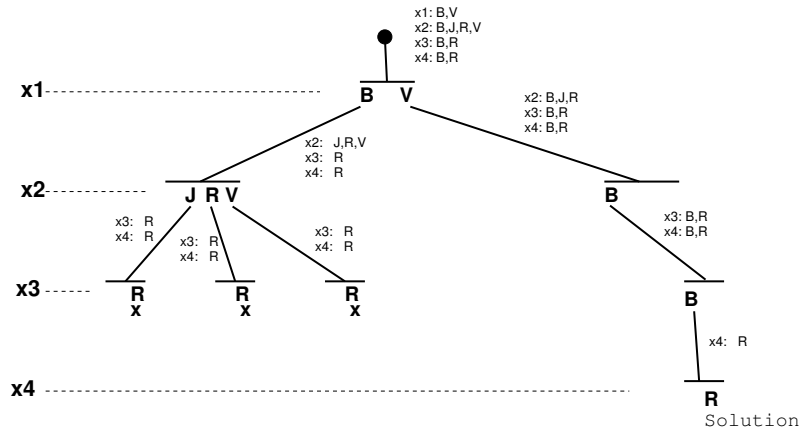 x1: B,V
x2: B,J,R,V
x3: B,R
x4: B,R
x1
B V
x2: B,J,R
x3: B,R
x4: B,R
x2: J,R,V
x3: R
x4: R
x2
J R V
B
x3: R
x4: R
x3: R
x4: R
x3: R
x4: R
x3: B,R
x4: B,R
x3
R
x
R
x
R
x
B
x4: R
x4
R
Solution